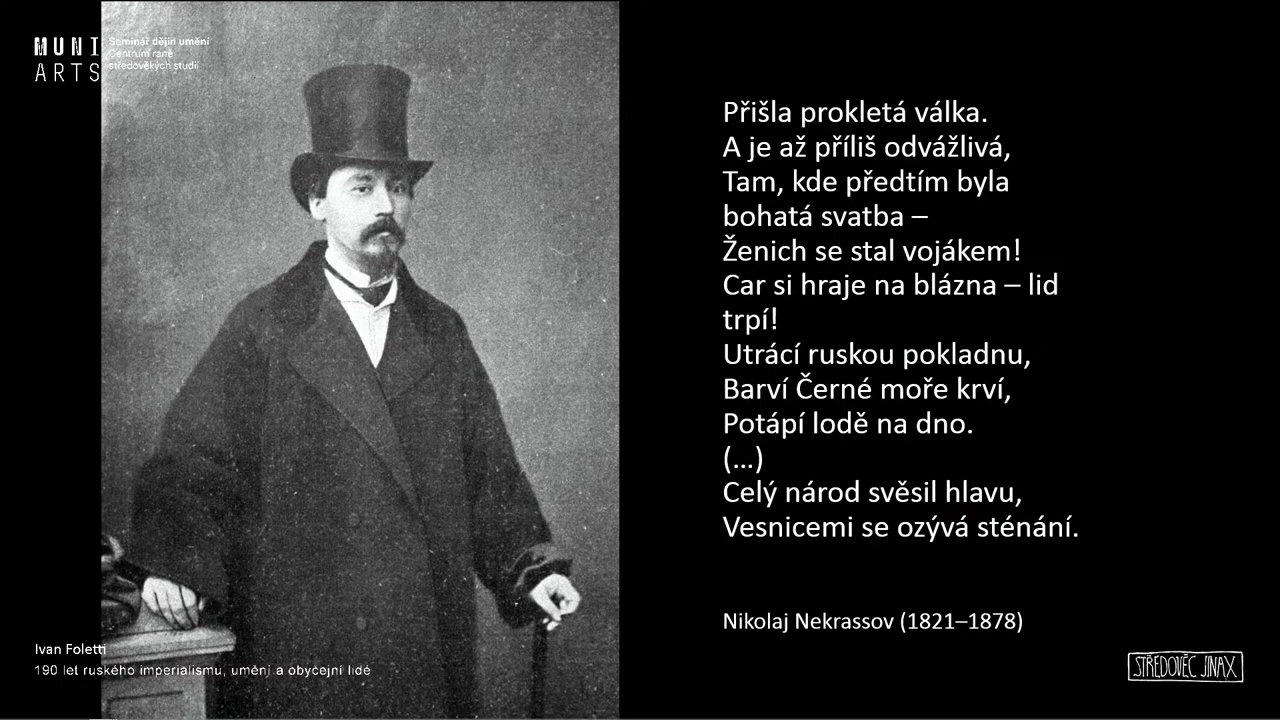 MUNI
ARTS
Seminář dějin umění
Centrum raně
středověkých studií
Přišla prokletá válka.
A je až příliš odvážlivá,
Tam, kde předtím byla
bohatá svatba –
Ženich se stal vojákem!
Car si hraje na blázna – lid
trpí!
Utrácí ruskou pokladnu,
Barví Černé moře krví,
Potápí lodě na dno.
(…)
Celý národ svěsil hlavu,
Vesnicemi se ozývá sténání.
Nikolaj Nekrassov (1821–1878)
Ivan Foletti
190 let ruského imperialismu, umění a obyčejní lidé
STŘEDOVĚC JINAX